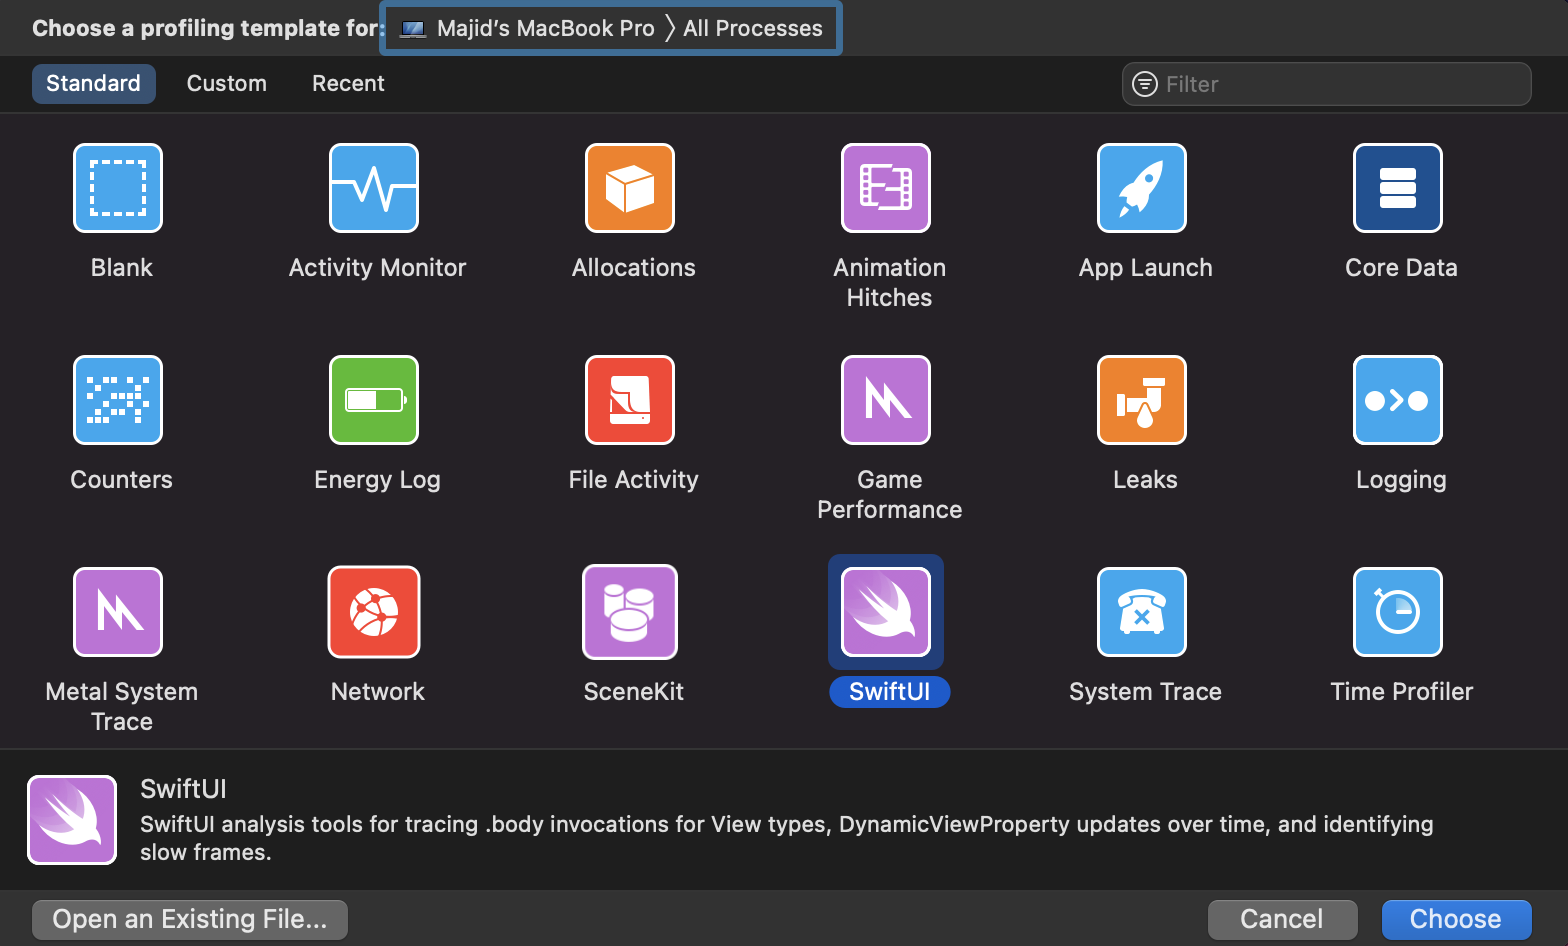 Choose a profiling template for: Majid’s MacBook Pro 〉All Processes
Standard Custom Recent Filter
Blank Activity Monitor Allocations Animation Hitches App Launch Core Data
Counters Energy Log File Activity Game Performance Leaks Logging
Metal System Trace Network SceneKit SwiftUI System Trace Time Profiler
SwiftUI
SwiftUI analysis tools for tracing .body invocations for View types, DynamicViewProperty updates over time, and identifying
slow frames.
Open an Existing File... Cancel Choose